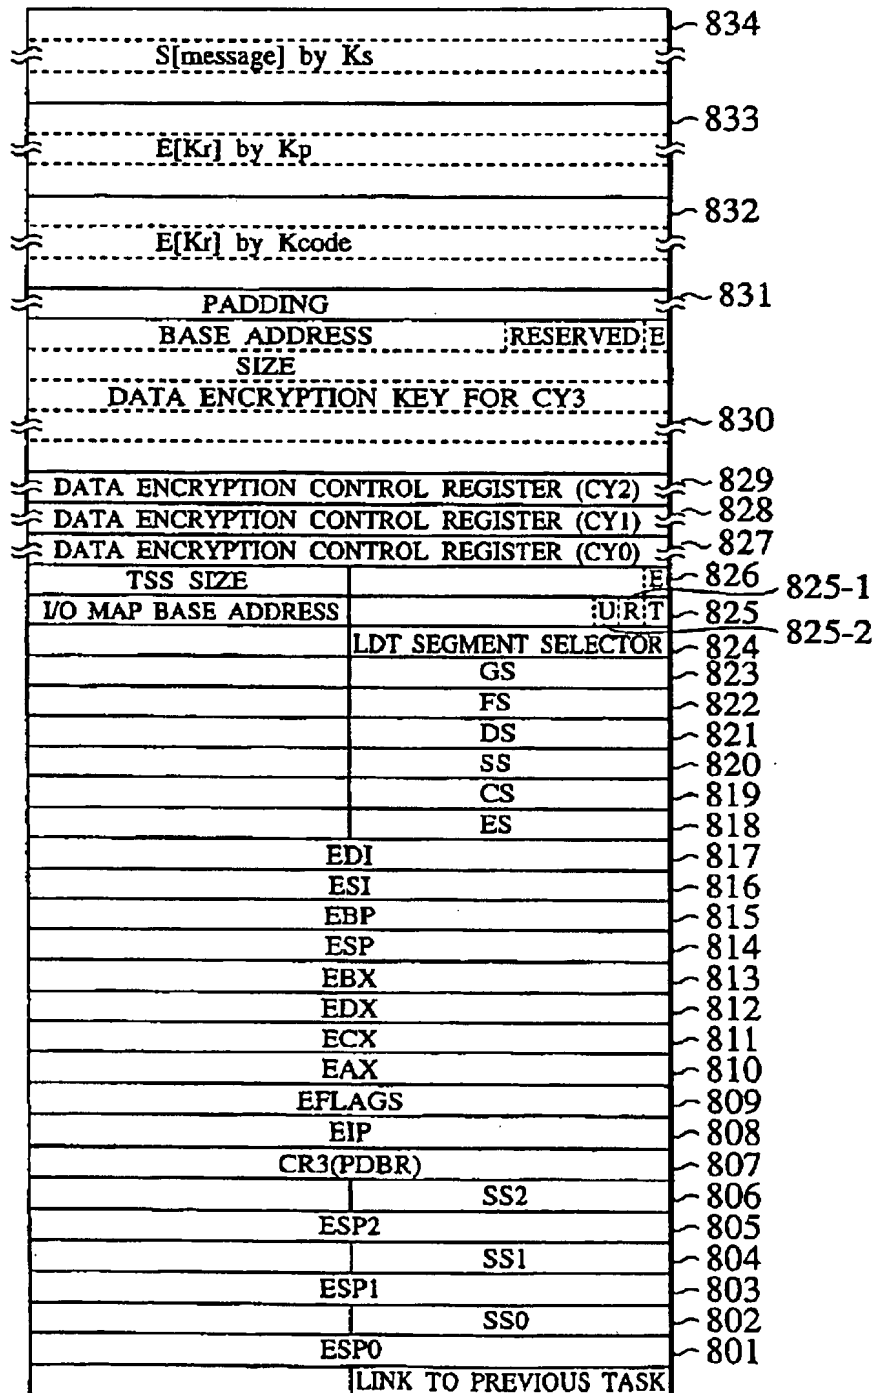 834
S[message] by Ks
833
E[Kr] by Kp
832
E[Kr] by Kcode
831
PADDING
BASE ADDRESS RESERVED E
SIZE
DATA ENCRYPTION KEY FOR CY3
830
DATA ENCRYPTION CONTROL REGISTER (CY2) 829
DATA ENCRYPTION CONTROL REGISTER (CY1) 828
DATA ENCRYPTION CONTROL REGISTER (CY0) 827
TSS SIZE E 826
825-1
I/O MAP BASE ADDRESS U R T 825
825-2
LDT SEGMENT SELECTOR 824
GS 823
FS 822
DS 821
SS 820
CS 819
ES 818
EDI 817
ESI 816
EBP 815
ESP 814
EBX 813
EDX 812
ECX 811
EAX 810
EFLAGS 809
EIP 808
CR3(PDBR) 807
SS2 806
ESP2 805
SS1 804
ESP1 803
SS0 802
ESP0 801
LINK TO PREVIOUS TASK